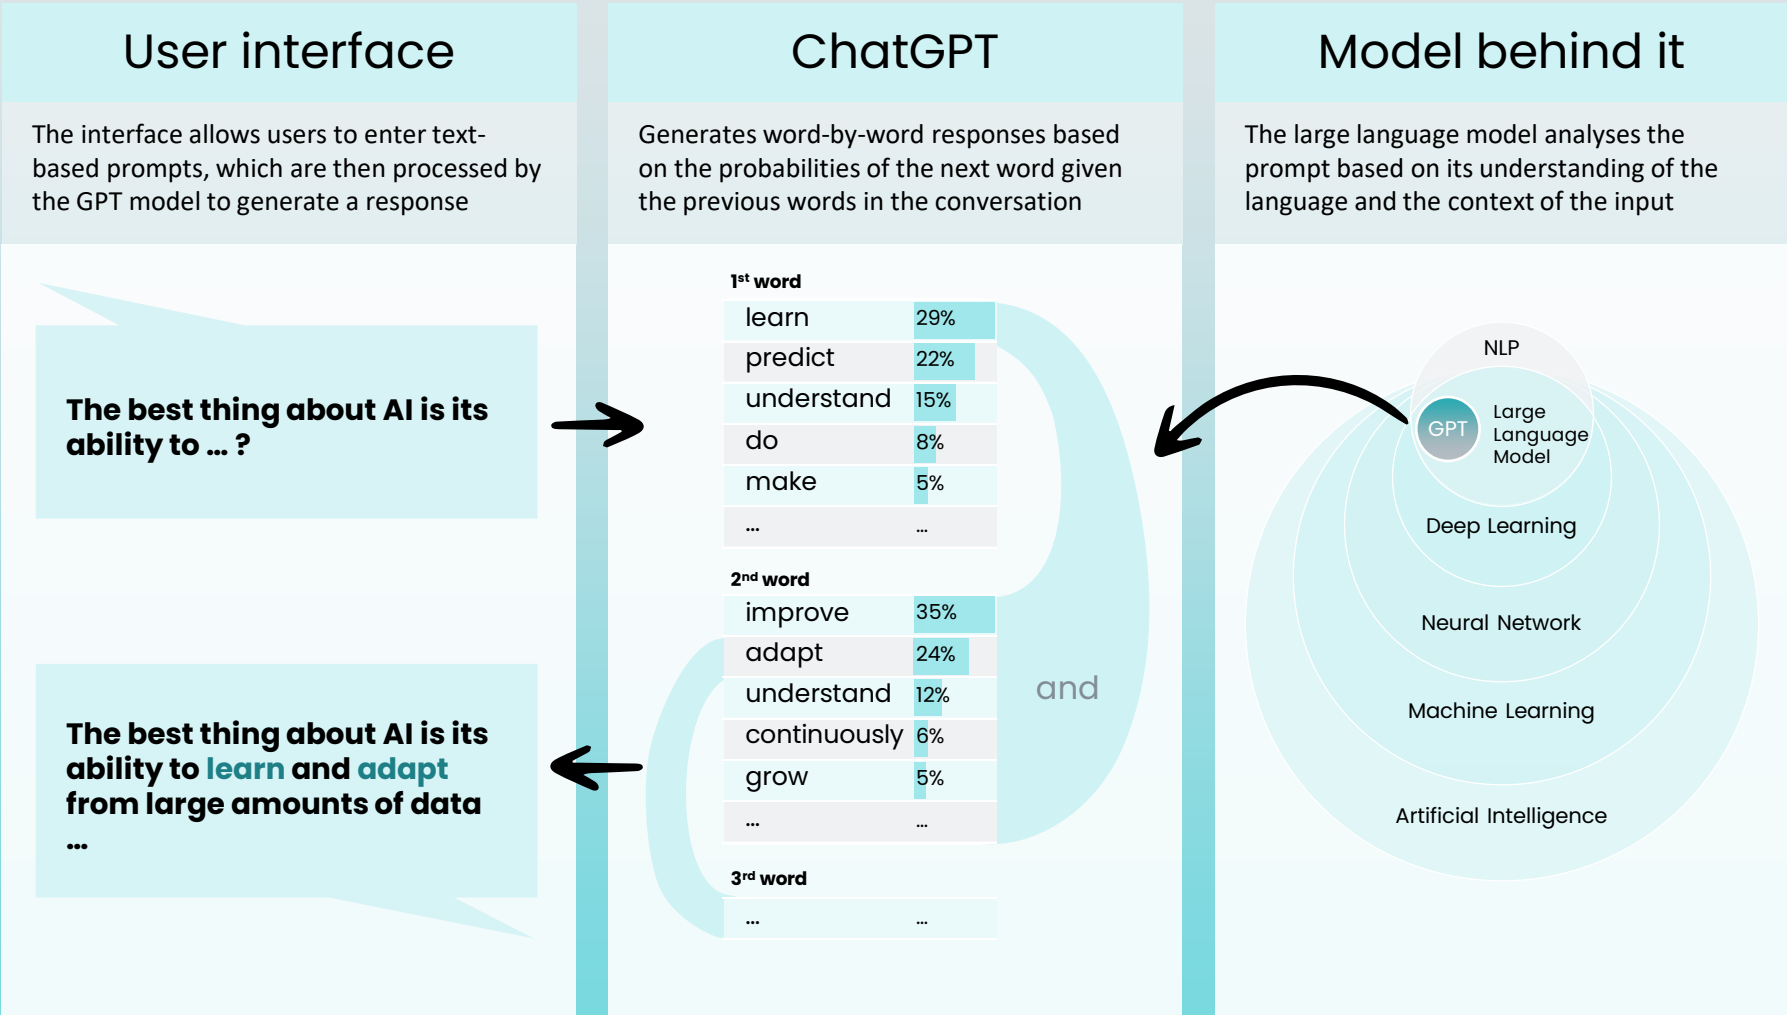 User interface
The interface allows users to enter text-
based prompts, which are then processed by
the GPT model to generate a response
The best thing about AI is its
ability to ... ?
The best thing about AI is its
ability to learn and adapt
from large amounts of data
...
ChatGPT
Generates word-by-word responses based
on the probabilities of the next word given
the previous words in the conversation
1st word
learn 29%
predict 22%
understand 15%
do 8%
make 5%
... ...
2nd word
improve 35%
adapt 24%
understand 12%
continuously 6%
grow 5%
... ...
and
3rd word
... ...
Model behind it
The large language model analyses the
prompt based on its understanding of the
language and the context of the input
NLP
GPT
Large
Language
Model
Deep Learning
Neural Network
Machine Learning
Artificial Intelligence